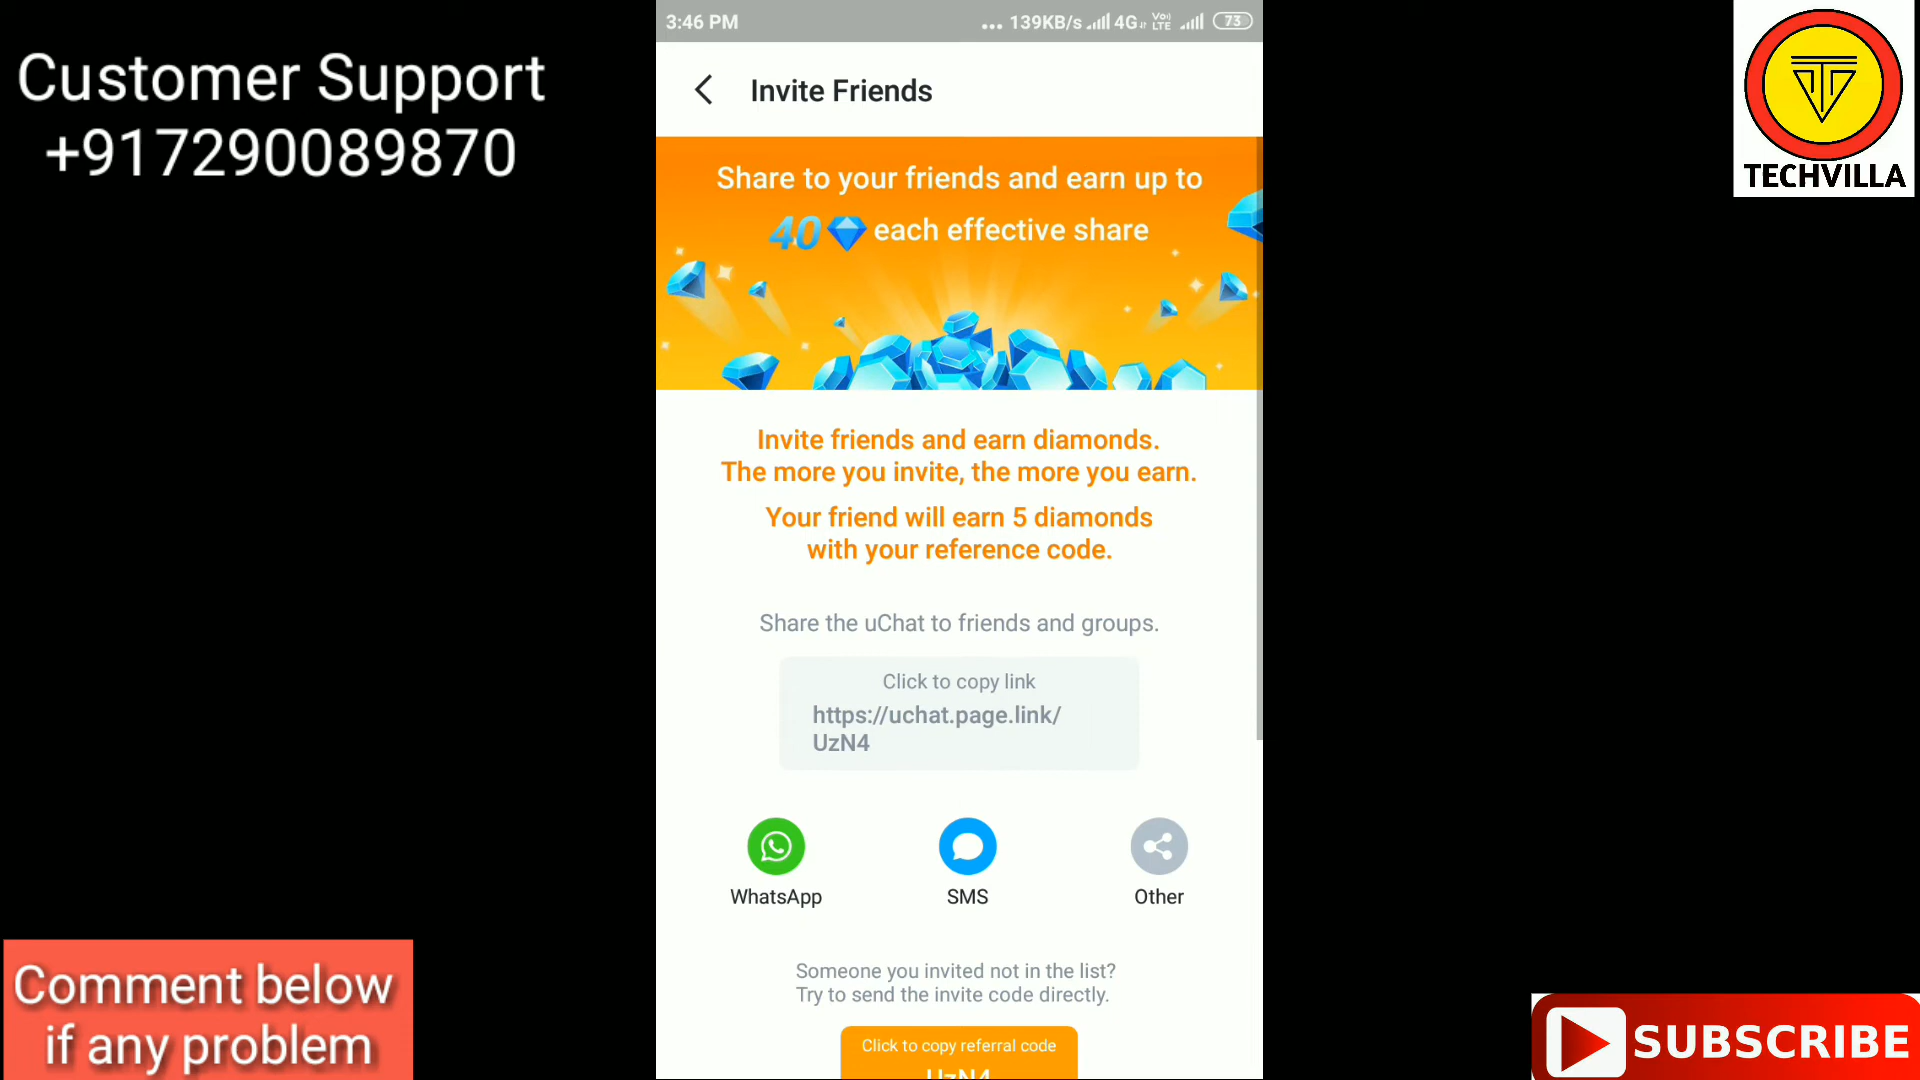 Customer Support
+917290089870
3:46 PM
... 139KB/s 4G Vo) LTE 73
Invite Friends
Share to your friends and earn up to
40 each effective share
Invite friends and earn diamonds.
The more you invite, the more you earn.
Your friend will earn 5 diamonds
with your reference code.
Share the uChat to friends and groups.
Click to copy link
https://uchat.page.link/
UzN4
WhatsApp
SMS
Other
Someone you invited not in the list?
Try to send the invite code directly.
Click to copy referral code
UzN4
TECHVILLA
Comment below
if any problem
SUBSCRIBE